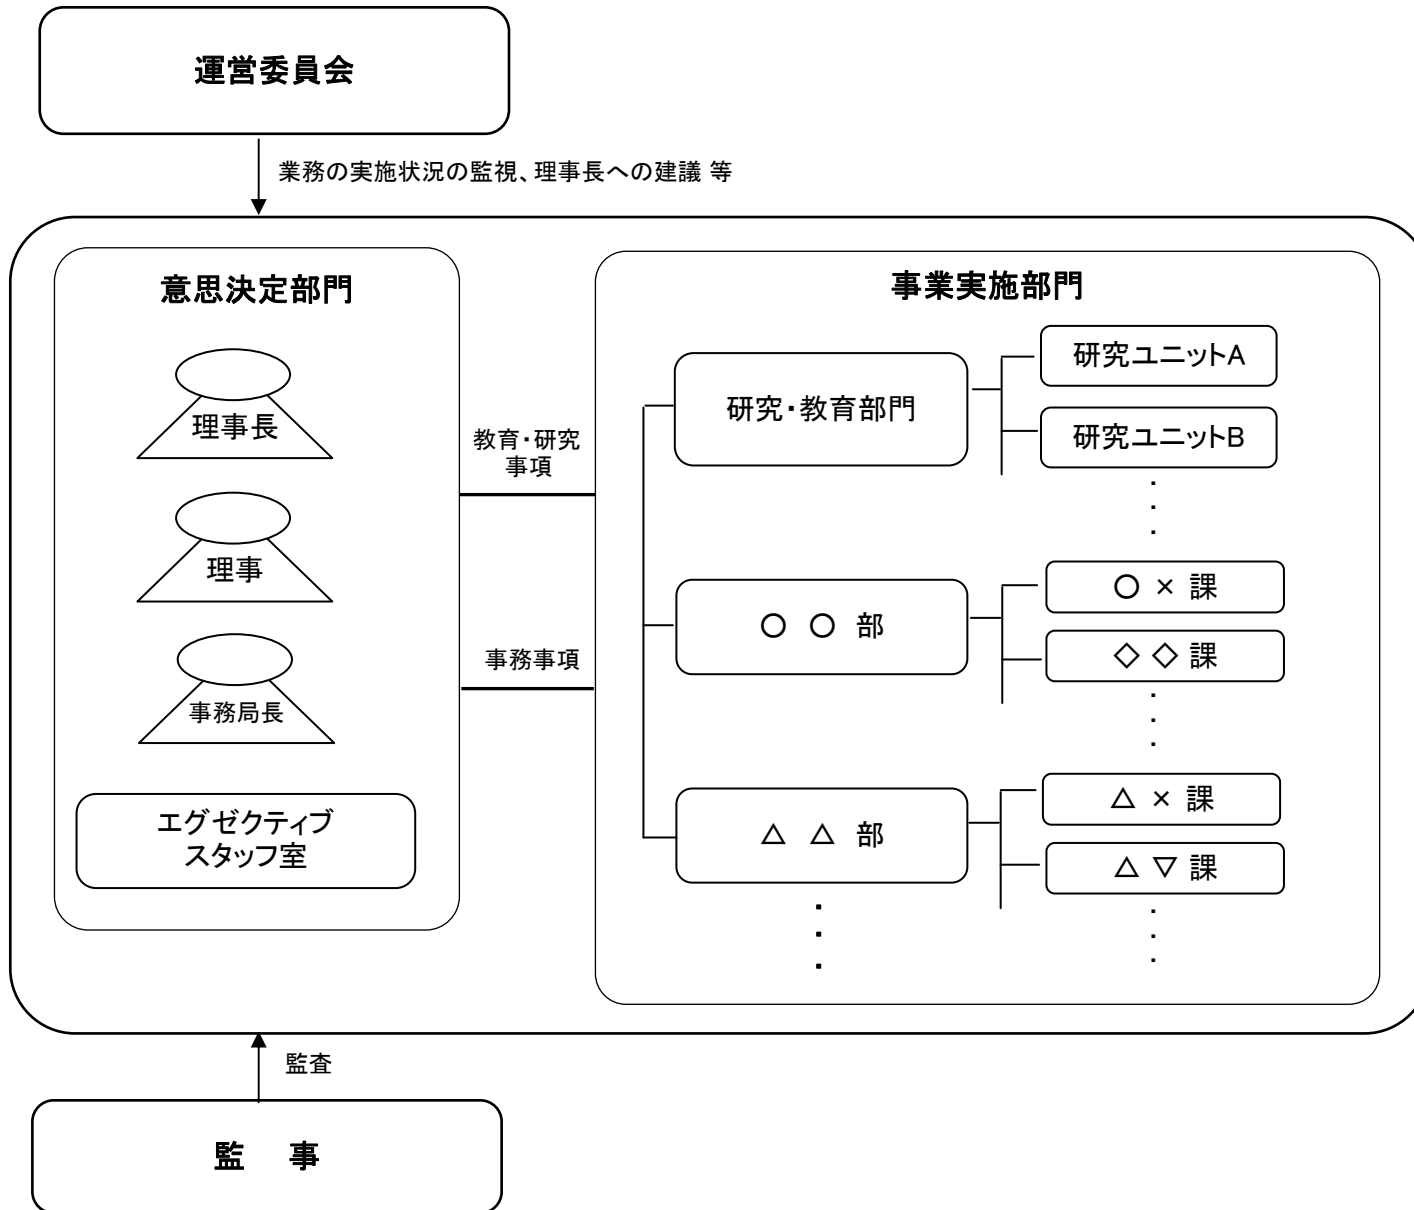 運営委員会
業務の実施状況の監視、理事長への建議 等
意思決定部門
理事長
理事
事務局長
エグゼクティブ
スタッフ室
教育・研究
事項
事務事項
事業実施部門
研究・教育部門
研究ユニットA
研究ユニットB
・
・
・
○ ○ 部
○ × 課
◇ ◇ 課
・
・
・
△ △ 部
△ × 課
△ ▽ 課
・
・
・
・
・
・
監査
監 事